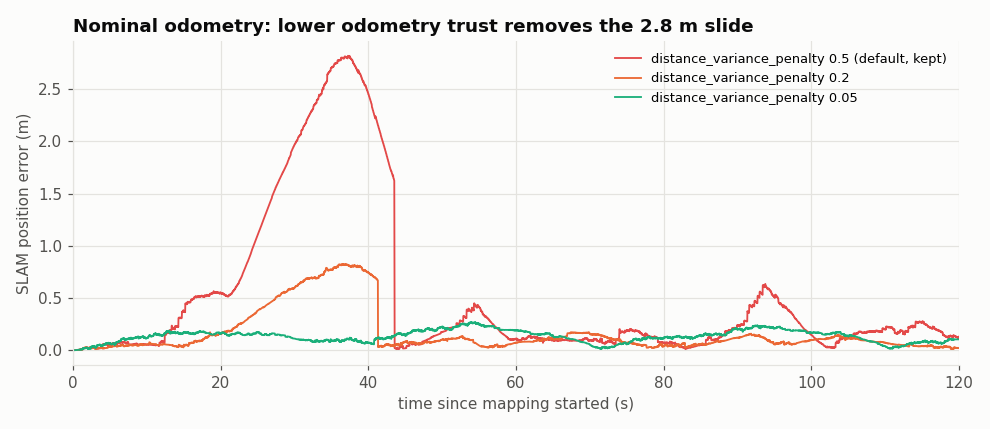 Nominal odometry: lower odometry trust removes the 2.8 m slide
distance_variance_penalty 0.5 (default, kept)
distance_variance_penalty 0.2
distance_variance_penalty 0.05
SLAM position error (m)
2.5
2.0
1.5
1.0
0.5
0.0
0 20 40 60 80 100 120
time since mapping started (s)